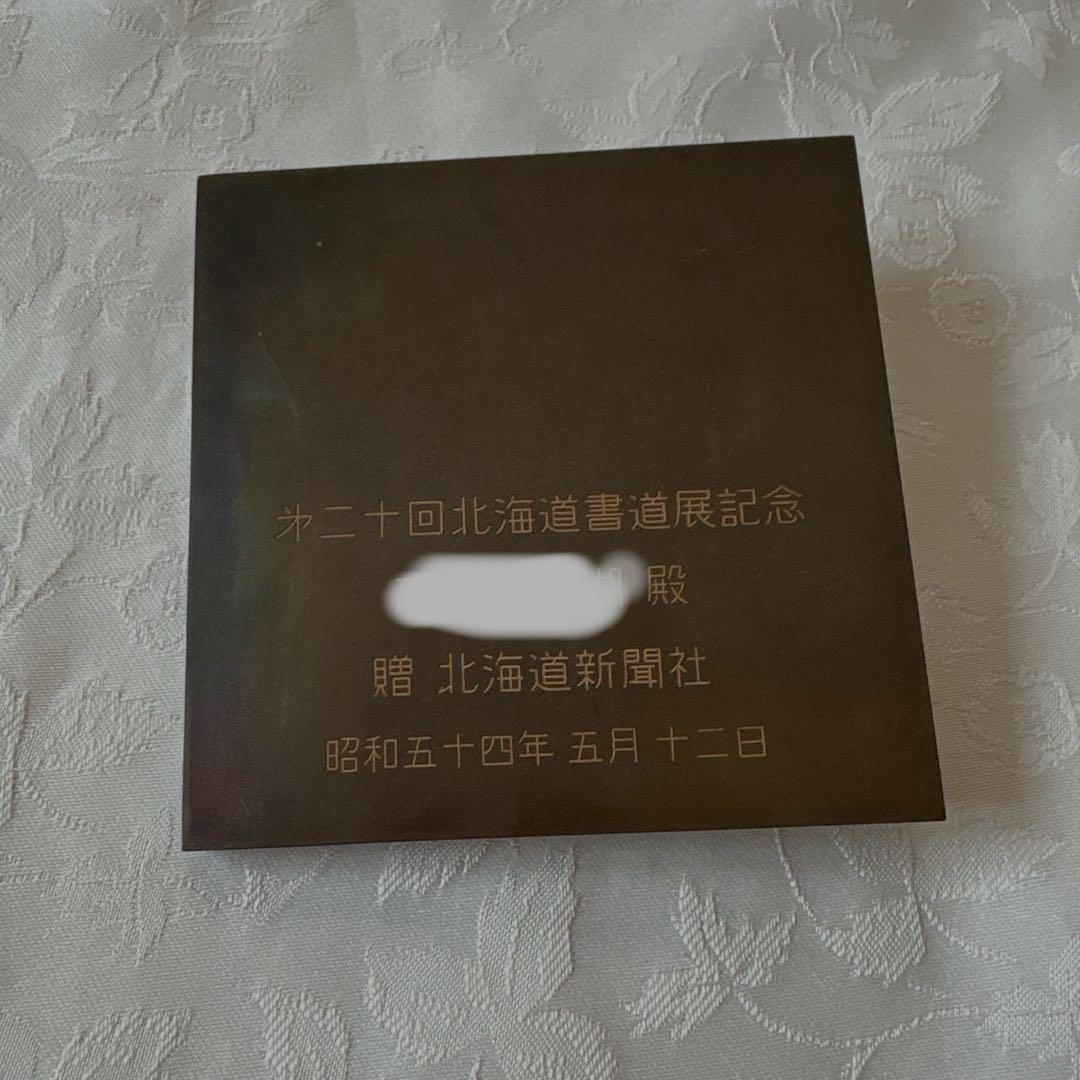 㐧二十回北海道書道展記念
殿
贈 北海道新聞社
昭和五十四年 五月 十二日